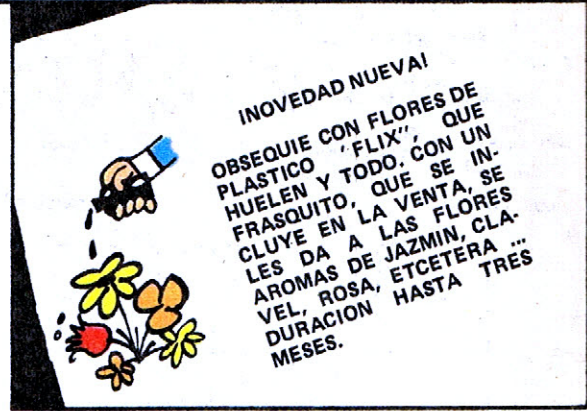 ¡NOVEDAD NUEVA!
OBSEQUIE CON FLORES DE
PLASTICO "FLIX", QUE
HUELEN Y TODO. CON UN
FRASQUITO, QUE SE IN-
CLUYE EN LA VENTA, SE
LES DA A LAS FLORES
AROMAS DE JAZMIN, CLA-
VEL, ROSA, ETCETERA ...
DURACION HASTA TRES
MESES.